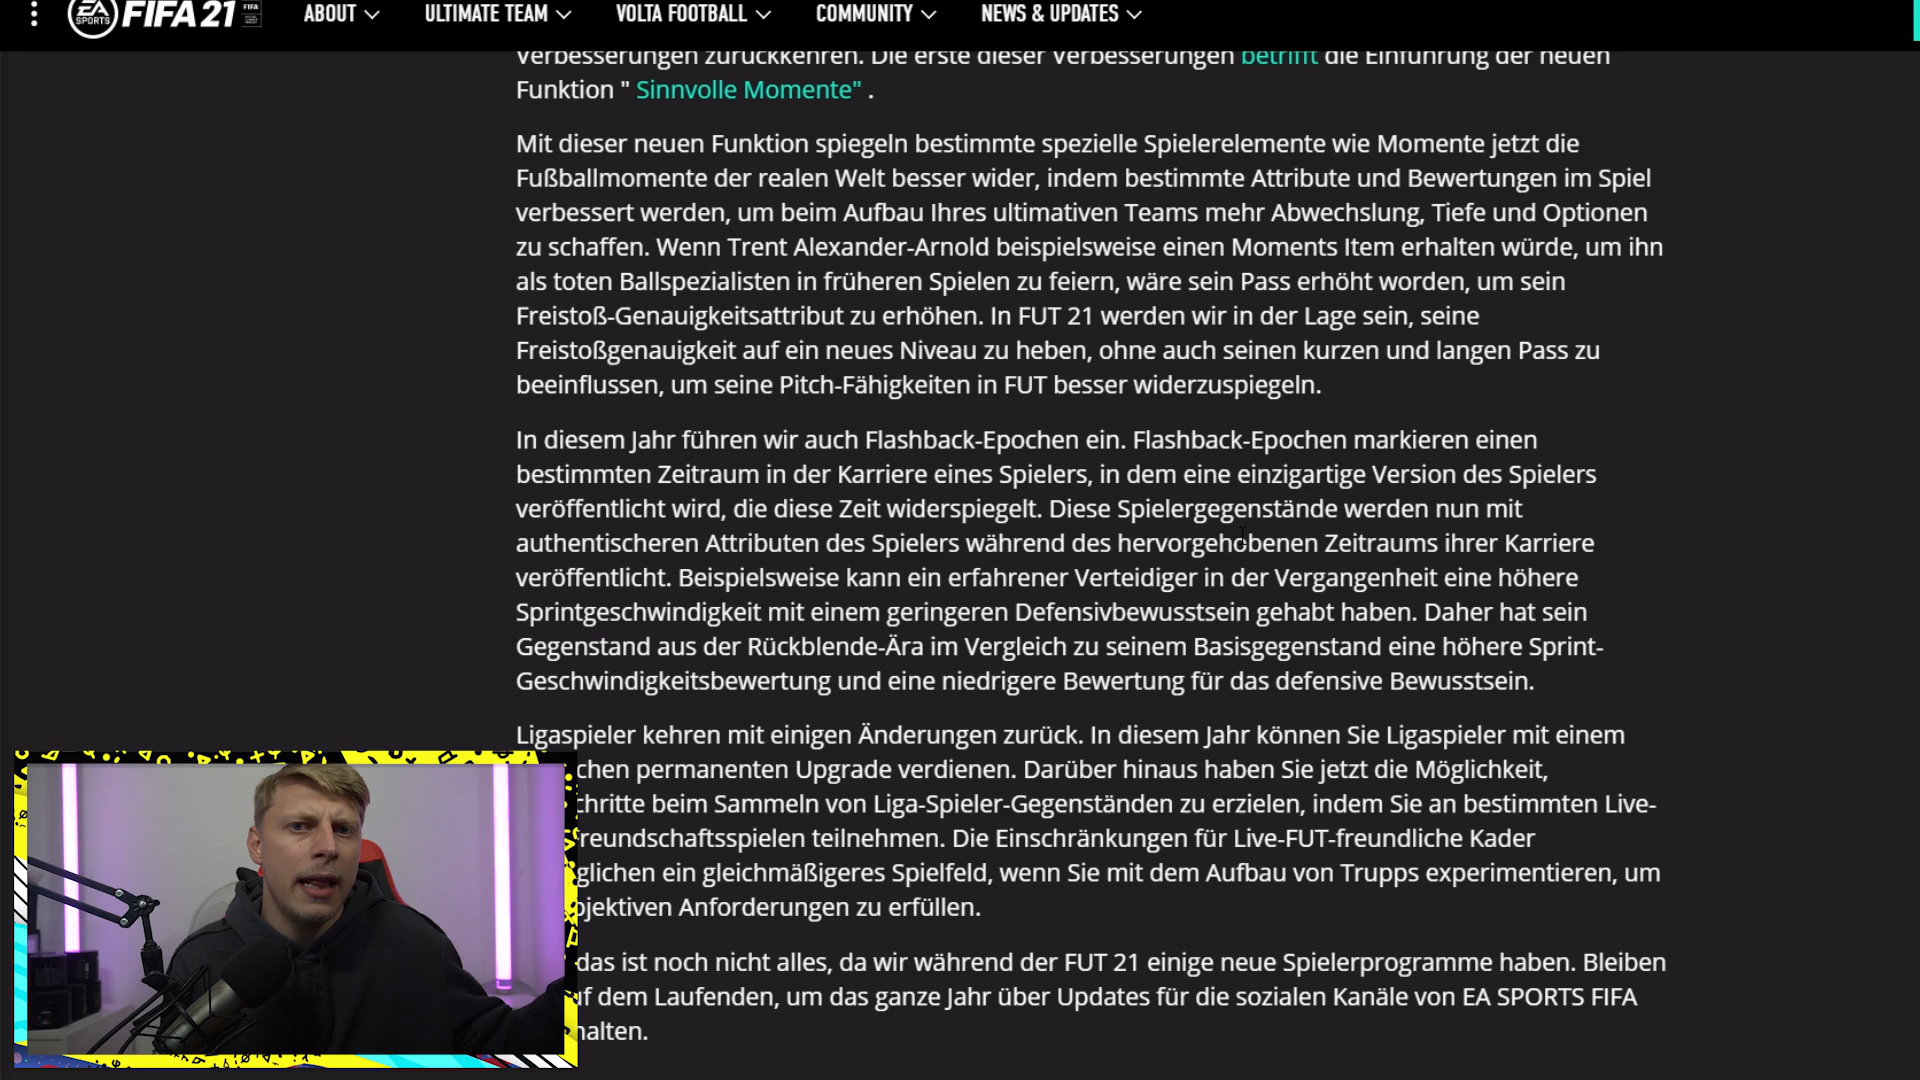 EA SPORTS FIFA 21 FIFA ABOUT ULTIMATE TEAM VOLTA FOOTBALL COMMUNITY NEWS & UPDATES
Verbesserungen zurückkehren. Die erste dieser Verbesserungen betrifft die Einführung der neuen
Funktion " Sinnvolle Momente" .
Mit dieser neuen Funktion spiegeln bestimmte spezielle Spielerelemente wie Momente jetzt die
Fußballmomente der realen Welt besser wider, indem bestimmte Attribute und Bewertungen im Spiel
verbessert werden, um beim Aufbau Ihres ultimativen Teams mehr Abwechslung, Tiefe und Optionen
zu schaffen. Wenn Trent Alexander-Arnold beispielsweise einen Moments Item erhalten würde, um ihn
als toten Ballspezialisten in früheren Spielen zu feiern, wäre sein Pass erhöht worden, um sein
Freistoß-Genauigkeitsattribut zu erhöhen. In FUT 21 werden wir in der Lage sein, seine
Freistoßgenauigkeit auf ein neues Niveau zu heben, ohne auch seinen kurzen und langen Pass zu
beeinflussen, um seine Pitch-Fähigkeiten in FUT besser widerzuspiegeln.
In diesem Jahr führen wir auch Flashback-Epochen ein. Flashback-Epochen markieren einen
bestimmten Zeitraum in der Karriere eines Spielers, in dem eine einzigartige Version des Spielers
veröffentlicht wird, die diese Zeit widerspiegelt. Diese Spielergegenstände werden nun mit
authentischeren Attributen des Spielers während des hervorgehobenen Zeitraums ihrer Karriere
veröffentlicht. Beispielsweise kann ein erfahrener Verteidiger in der Vergangenheit eine höhere
Sprintgeschwindigkeit mit einem geringeren Defensivbewusstsein gehabt haben. Daher hat sein
Gegenstand aus der Rückblende-Ära im Vergleich zu seinem Basisgegenstand eine höhere Sprint-
Geschwindigkeitsbewertung und eine niedrigere Bewertung für das defensive Bewusstsein.
Ligaspieler kehren mit einigen Änderungen zurück. In diesem Jahr können Sie Ligaspieler mit einem
chen permanenten Upgrade verdienen. Darüber hinaus haben Sie jetzt die Möglichkeit,
chritte beim Sammeln von Liga-Spieler-Gegenständen zu erzielen, indem Sie an bestimmten Live-
reundschaftsspielen teilnehmen. Die Einschränkungen für Live-FUT-freundliche Kader
glichen ein gleichmäßigeres Spielfeld, wenn Sie mit dem Aufbau von Trupps experimentieren, um
bjektiven Anforderungen zu erfüllen.
das ist noch nicht alles, da wir während der FUT 21 einige neue Spielerprogramme haben. Bleiben
f dem Laufenden, um das ganze Jahr über Updates für die sozialen Kanäle von EA SPORTS FIFA
halten.